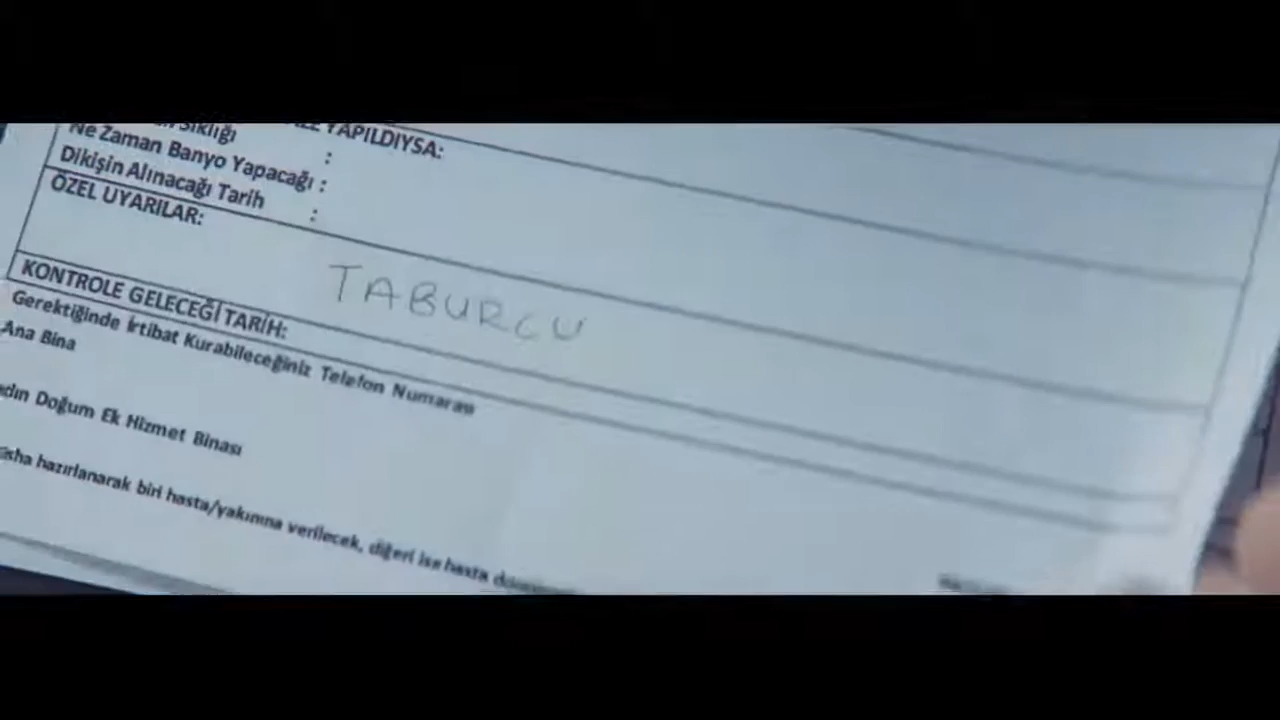 YAPILDIYSA:
Sıklığı :
Ne Zaman Banyo Yapacağı :
Dikişin Alınacağı Tarih :
ÖZEL UYARILAR:
TABURCU
KONTROLE GELECEĞİ TARİH:
Gerektiğinde İrtibat Kurabileceğiniz Telefon Numarası
Ana Bina
Doğum Ek Hizmet Binası
hazırlanarak biri hasta/yakınına verilecek, diğeri ise hasta